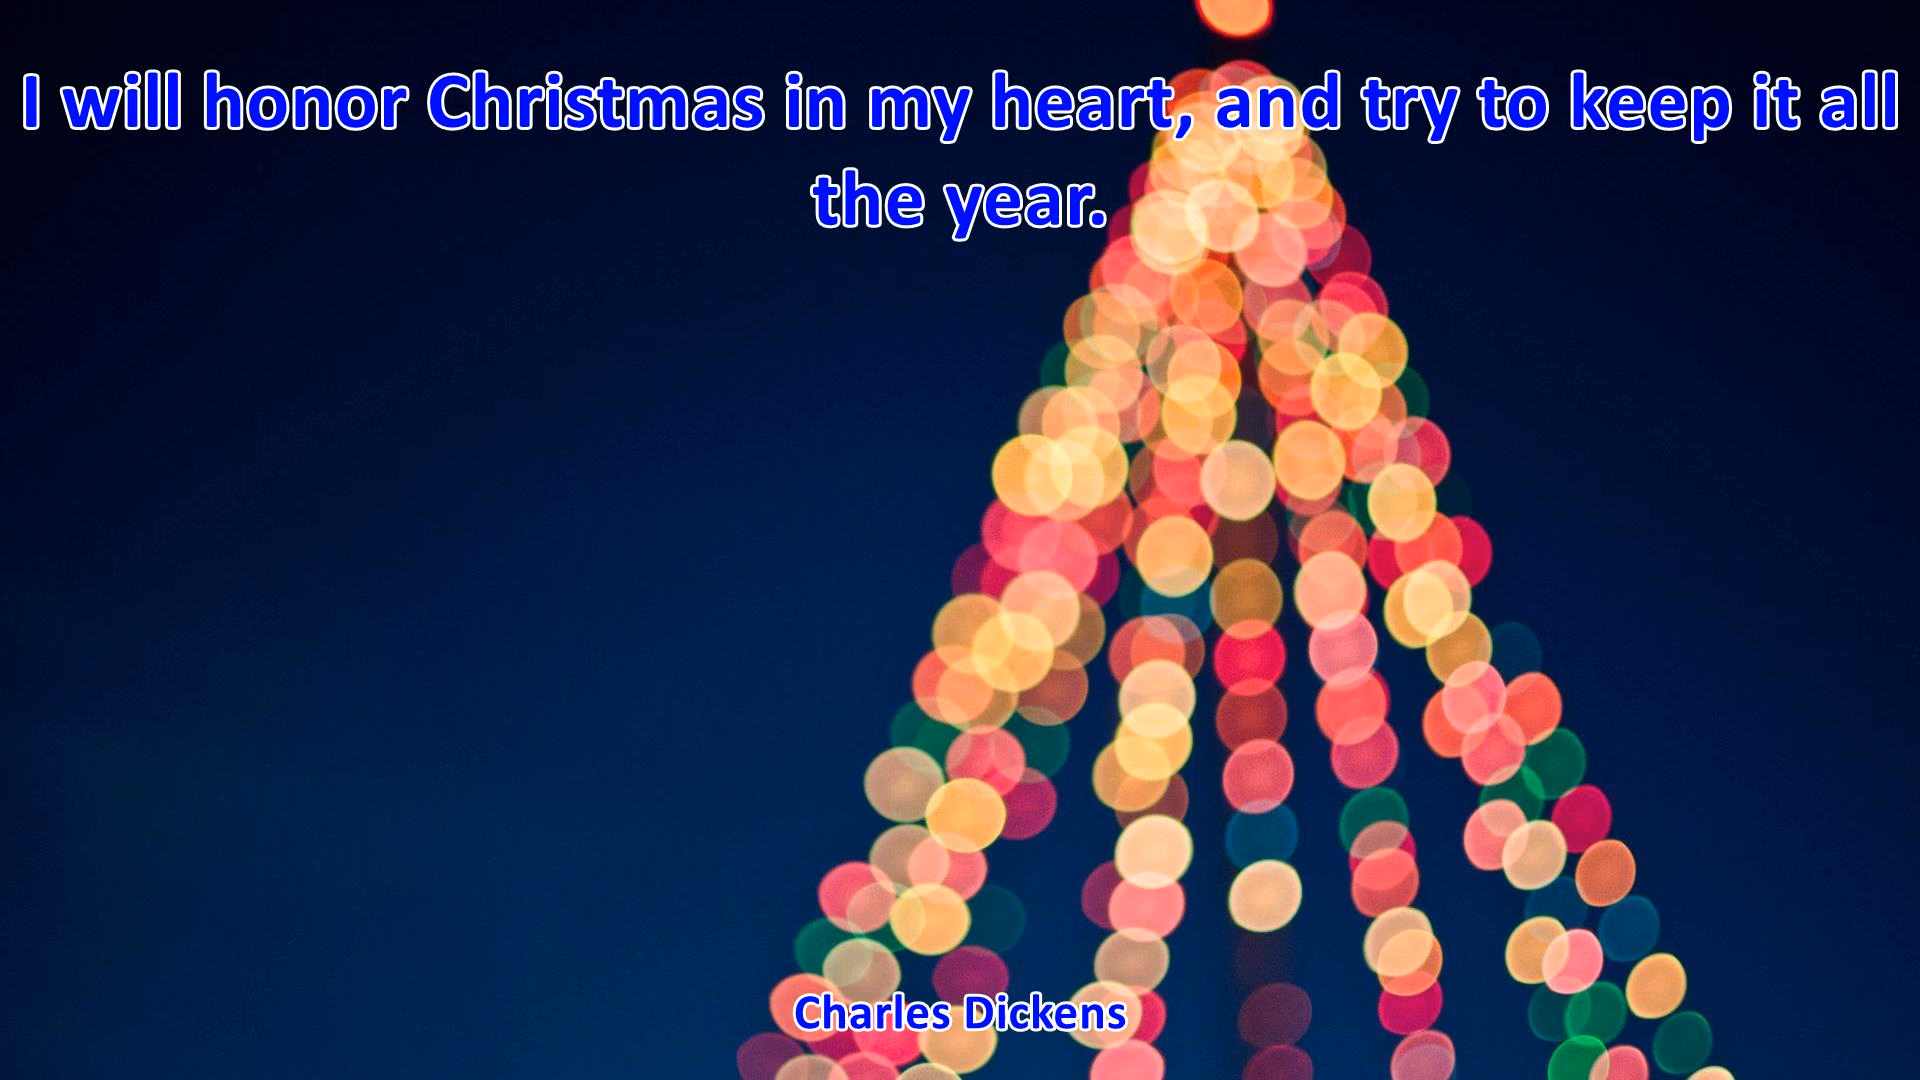 I will honor Christmas in my heart, and try to keep it all
the year.
Charles Dickens